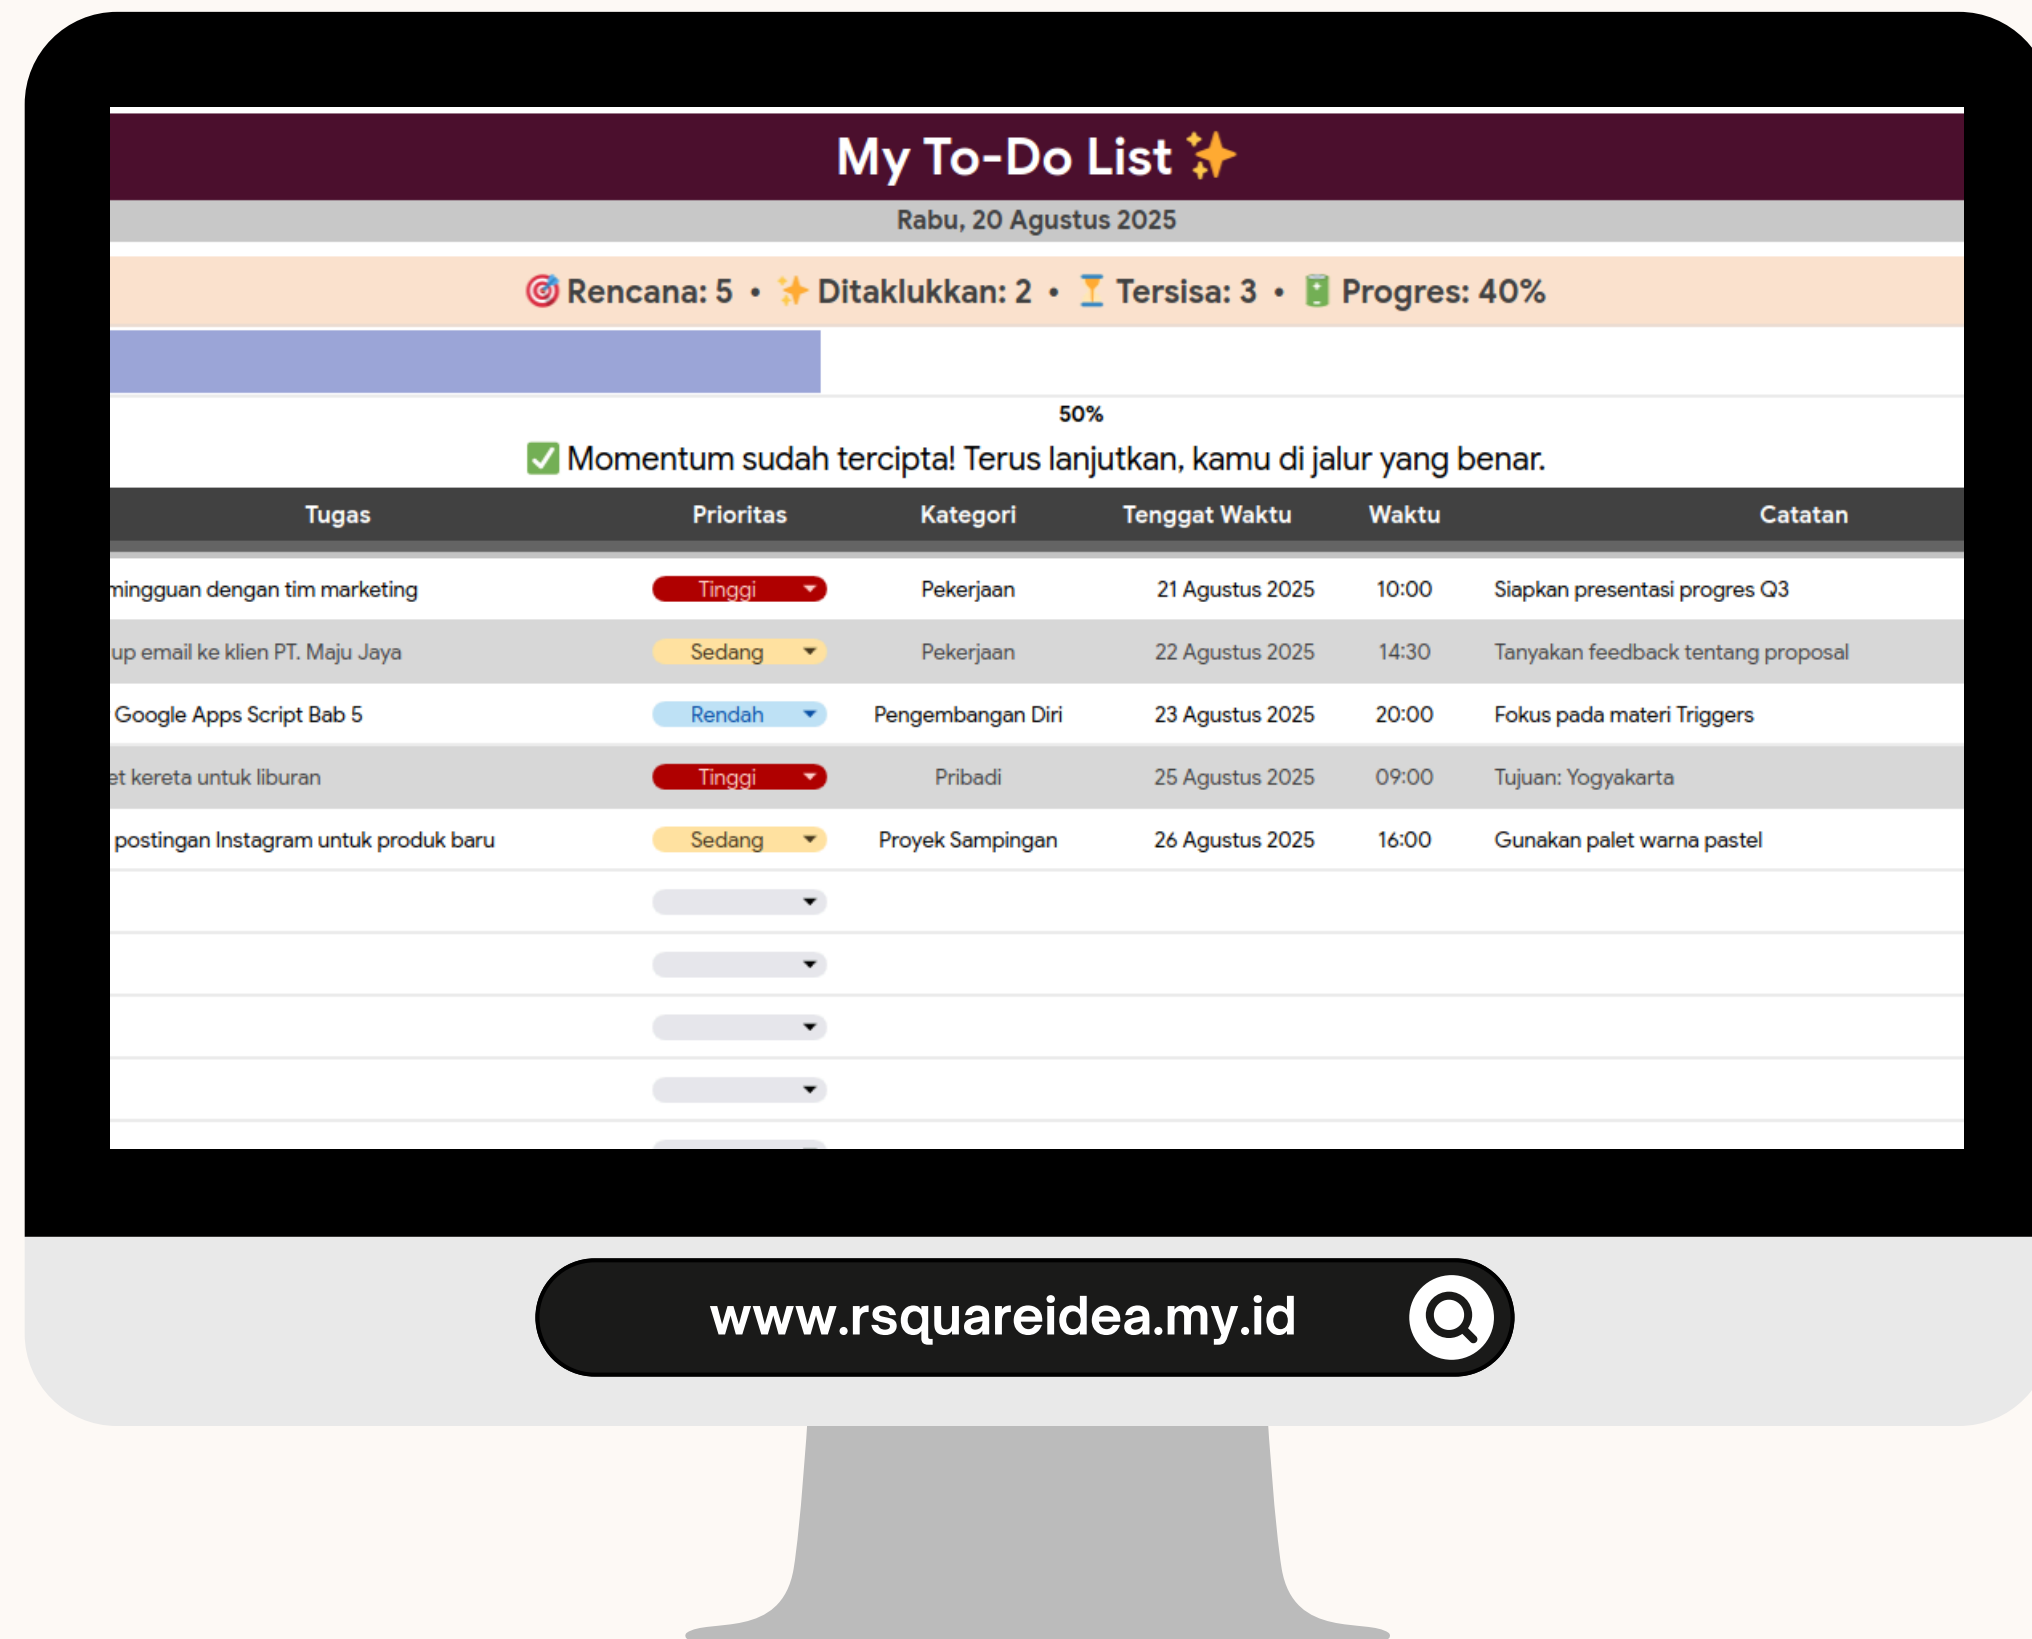 My To-Do List ✨
Rabu, 20 Agustus 2025
🎯 Rencana: 5 • ✨ Ditaklukkan: 2 • ⏳ Tersisa: 3 • 🔋 Progres: 40%
50%
✅ Momentum sudah tercipta! Terus lanjutkan, kamu di jalur yang benar.
Tugas Prioritas Kategori Tenggat Waktu Waktu Catatan
mingguan dengan tim marketing Tinggi Pekerjaan 21 Agustus 2025 10:00 Siapkan presentasi progres Q3
up email ke klien PT. Maju Jaya Sedang Pekerjaan 22 Agustus 2025 14:30 Tanyakan feedback tentang proposal
Google Apps Script Bab 5 Rendah Pengembangan Diri 23 Agustus 2025 20:00 Fokus pada materi Triggers
et kereta untuk liburan Tinggi Pribadi 25 Agustus 2025 09:00 Tujuan: Yogyakarta
postingan Instagram untuk produk baru Sedang Proyek Sampingan 26 Agustus 2025 16:00 Gunakan palet warna pastel
www.rsquareidea.my.id